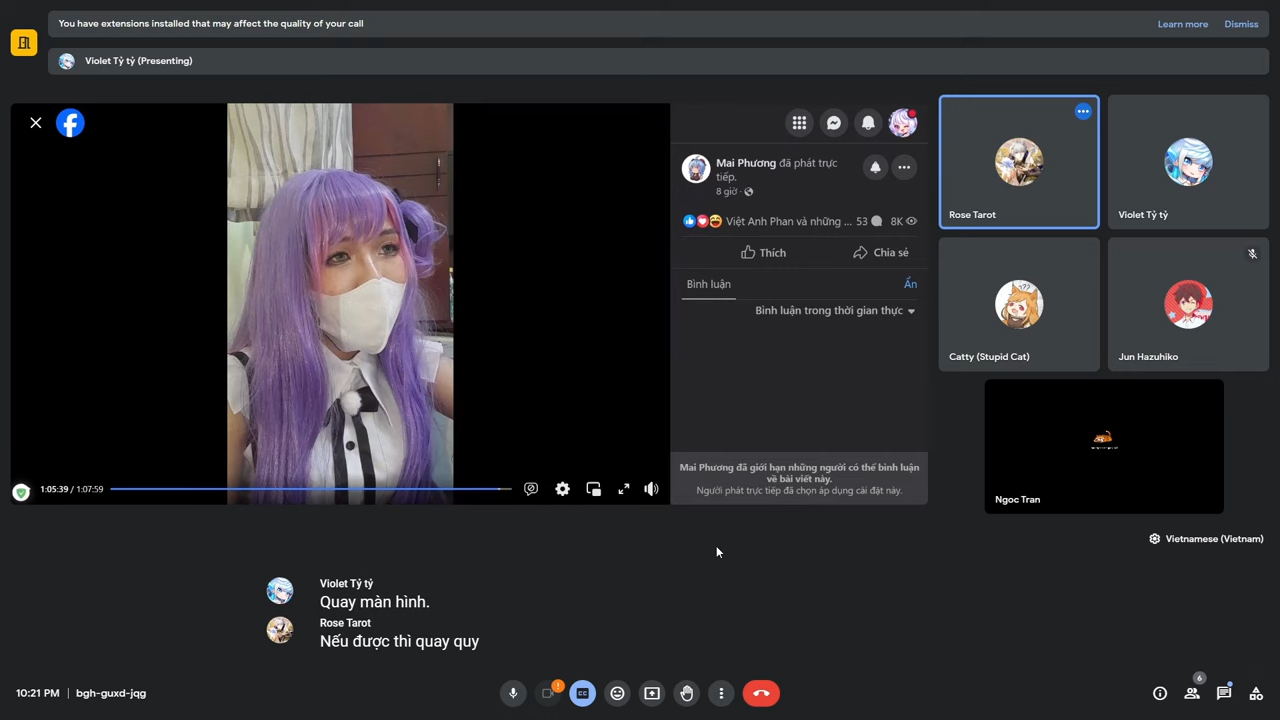 You have extensions installed that may affect the quality of your call
Learn more
Dismiss
Violet Tỷ tỷ (Presenting)
Mai Phương đã phát trực
tiếp.
8 giờ ·
Việt Anh Phan và những ...
53
8K
Thích
Chia sẻ
Bình luận
Ẩn
Bình luận trong thời gian thực
Mai Phương đã giới hạn những người có thể bình luận
về bài viết này.
Người phát trực tiếp đã chọn áp dụng cài đặt này.
1:05:39 / 1:07:59
Rose Tarot
Violet Tỷ tỷ
Catty (Stupid Cat)
Jun Hazuhiko
Ngoc Tran
Vietnamese (Vietnam)
Violet Tỷ tỷ
Quay màn hình.
Rose Tarot
Nếu được thì quay quy
10:21 PM | bgh-guxd-jqg
CC
6